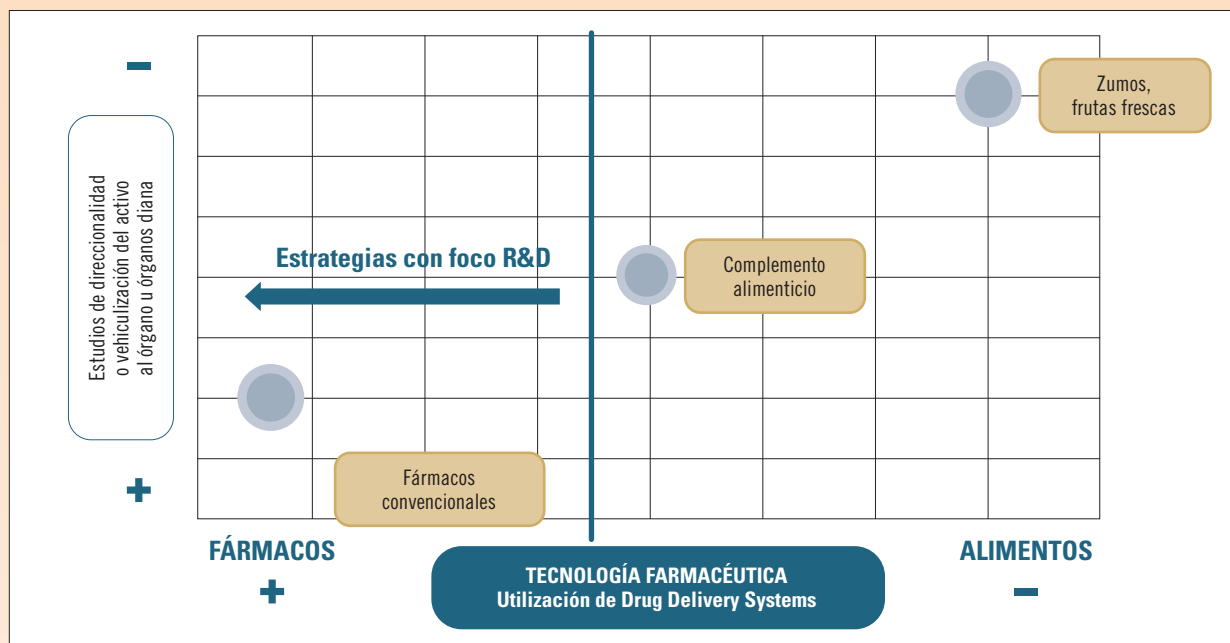 −
Zumos,
frutas frescas
Estudios de direccionalidad
o vehiculización del activo
al órgano u órganos diana
Estrategias con foco R&D
Complemento
alimenticio
+
Fármacos
convencionales
FÁRMACOS
+
TECNOLOGÍA FARMACÉUTICA
Utilización de Drug Delivery Systems
ALIMENTOS
−